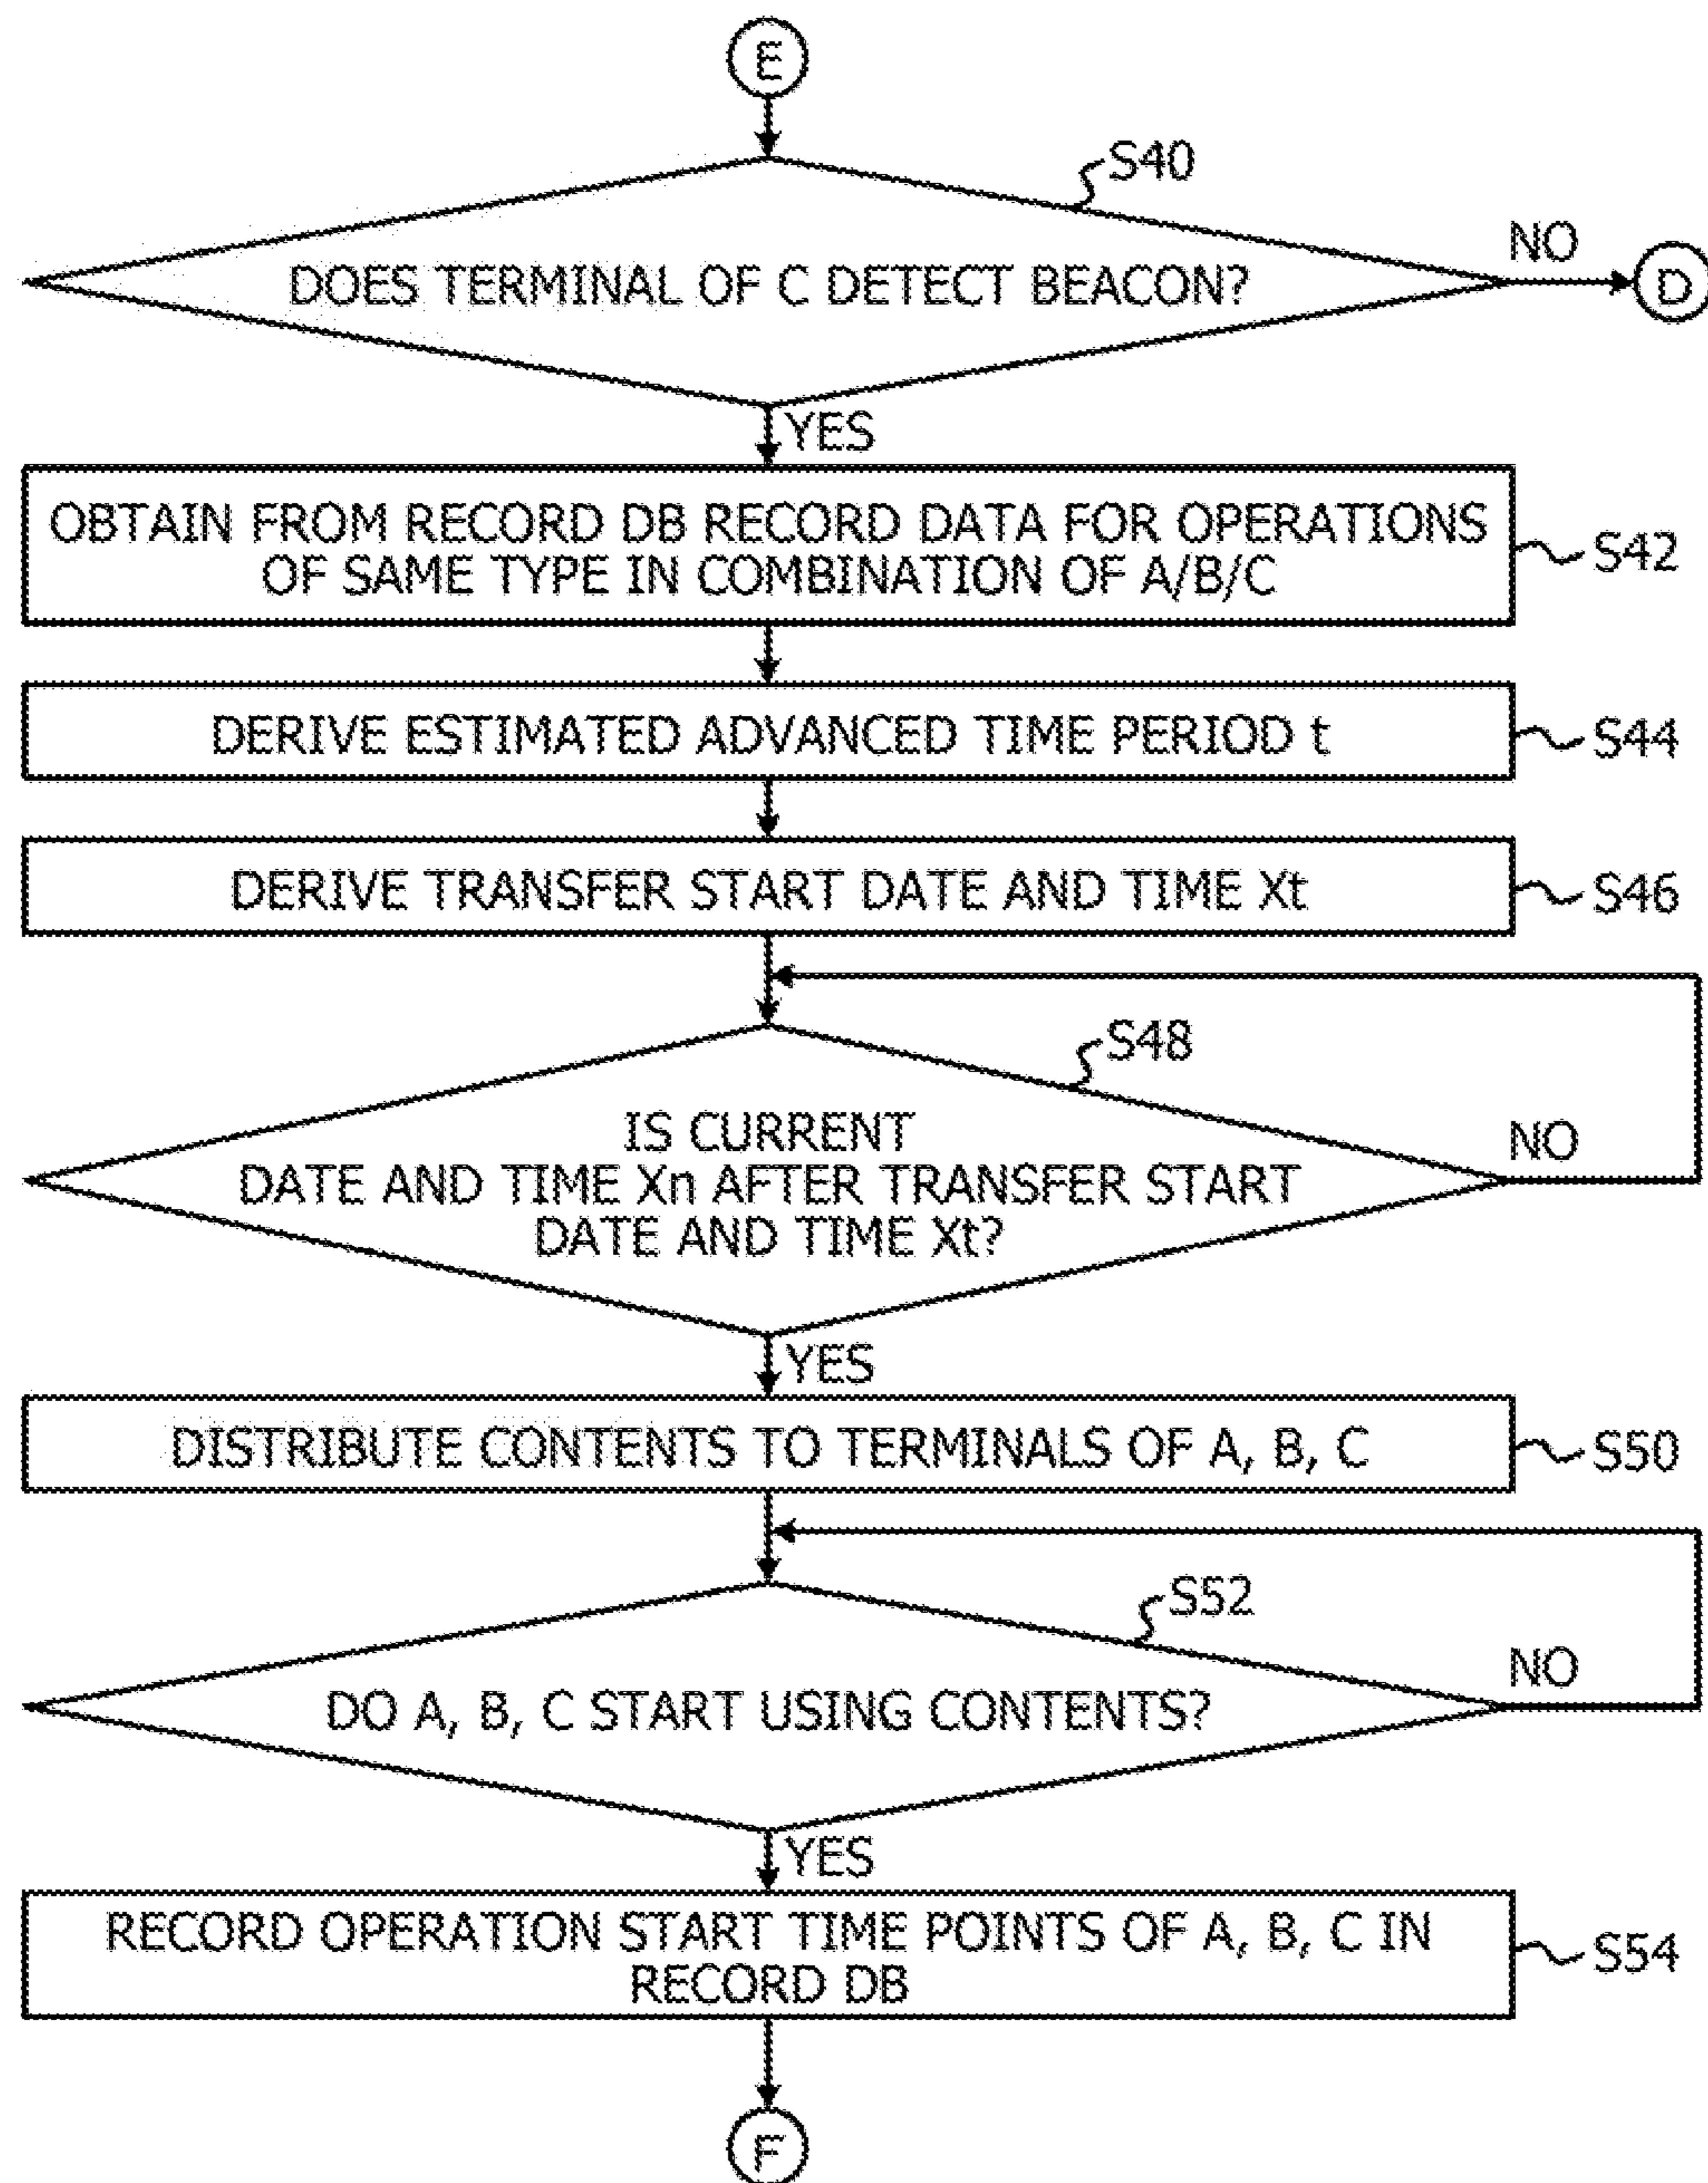 E
S40
NO
DOES TERMINAL OF C DETECT BEACON?
D
YES
OBTAIN FROM RECORD DB RECORD DATA FOR OPERATIONS
OF SAME TYPE IN COMBINATION OF A/B/C
S42
DERIVE ESTIMATED ADVANCED TIME PERIOD t
S44
DERIVE TRANSFER START DATE AND TIME Xt
S46
S48
IS CURRENT
NO
DATE AND TIME Xn AFTER TRANSFER START
DATE AND TIME Xt?
YES
DISTRIBUTE CONTENTS TO TERMINALS OF A, B, C
S50
S52
NO
DO A, B, C START USING CONTENTS?
YES
RECORD OPERATION START TIME POINTS OF A, B, C IN
RECORD DB
S54
F